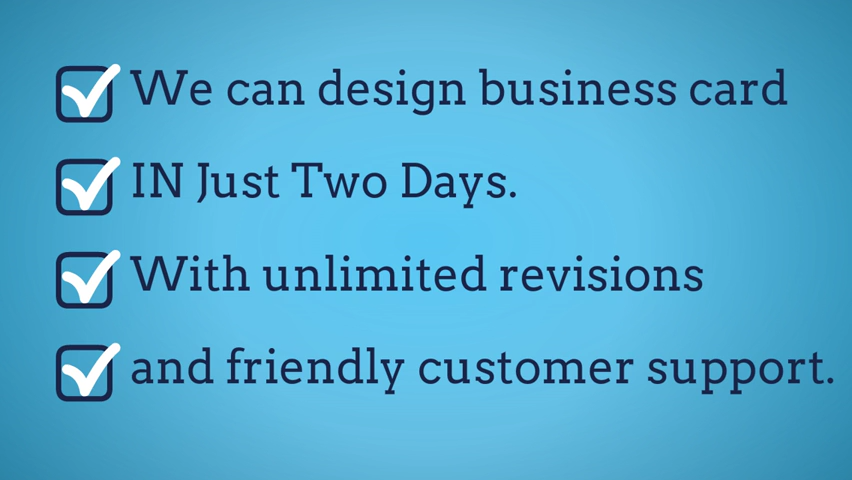 We can design business card
IN Just Two Days.
With unlimited revisions
and friendly customer support.